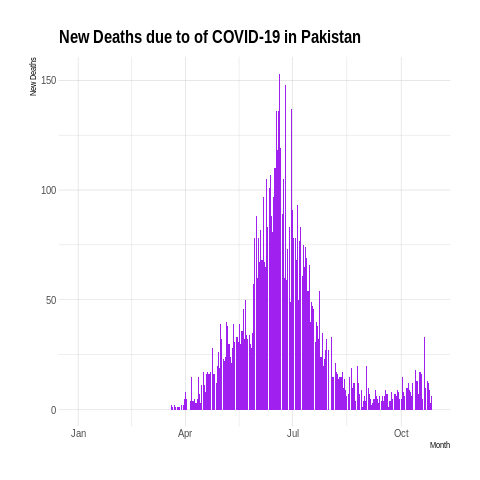 New Deaths due to of COVID-19 in Pakistan
New Deaths
150
100
50
0
Jan Apr Jul Oct
Month